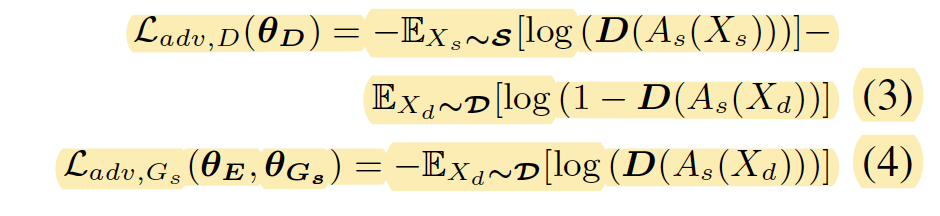 𝓛_{adv,D}(𝜽_𝑫) = −𝔼_{X_s∼𝓢}[log (𝑫(A_s(X_s)))]−
𝔼_{X_d∼𝓓}[log (1 − 𝑫(A_s(X_d))] (3)
𝓛_{adv,G_s}(𝜽_𝑬,𝜽_{𝑮_𝒔}) = −𝔼_{X_d∼𝓓}[log (𝑫(A_s(X_d)))] (4)